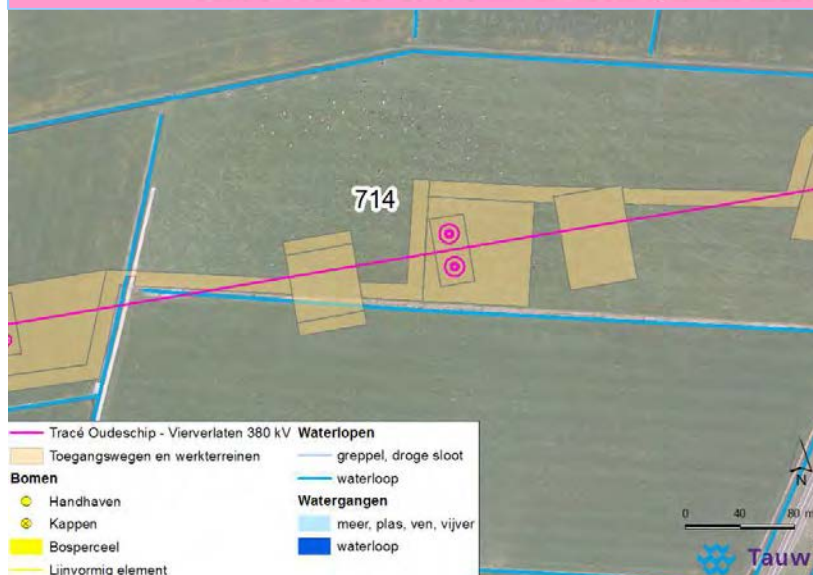 714
Tracé Oudeschip - Vierverlaten 380 kV
Toegangswegen en werkterreinen
Bomen
Handhaven
Kappen
Bosperceel
Lijnvormig element
Waterlopen
greppel, droge sloot
waterloop
Watergangen
meer, plas, ven, vijver
waterloop
N
0 40 80 m
Tauw